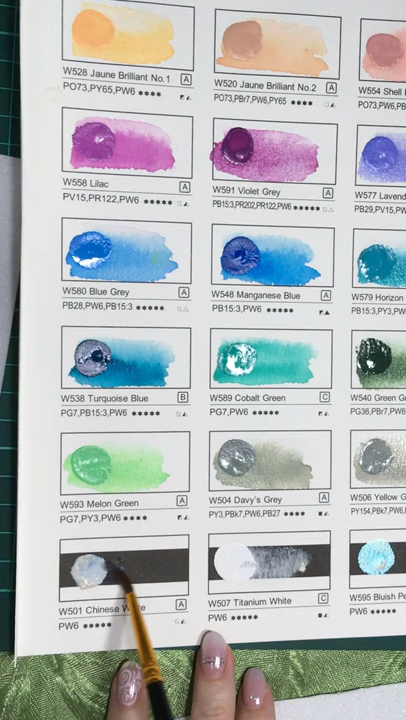 W528 Jaune Brilliant No.1 A
PO73,PY65,PW6 ****
W520 Jaune Brilliant No.2 A
PO73,PBr7,PW6,PY65 ****
W554 Shell
PO73,PW6,PB
W558 Lilac A
PV15,PR122,PW6 *****
W591 Violet Grey A
PB15:3,PR202,PR122,PW6 *****
W577 Lavend
PB29,PV15,PW
W580 Blue Grey A
PB28,PW6,PB15:3 *****
W548 Manganese Blue A
PB15:3,PW6 *****
W579 Horizon
PB15:3,PY3,PW
W538 Turquoise Blue B
PG7,PB15:3,PW6 *****
W589 Cobalt Green C
PG7,PW6 *****
W540 Green G
PG36,PBr7,PW6
W593 Melon Green A
PG7,PY3,PW6 ****
W504 Davy's Grey A
PY3,PBk7,PW6,PB27 ****
W506 Yellow G
PY154,PBk7,PW6,
W501 Chinese A
PW6 *****
W507 Titanium White C
PW6 *****
W595 Bluish Pe
PW6 *****